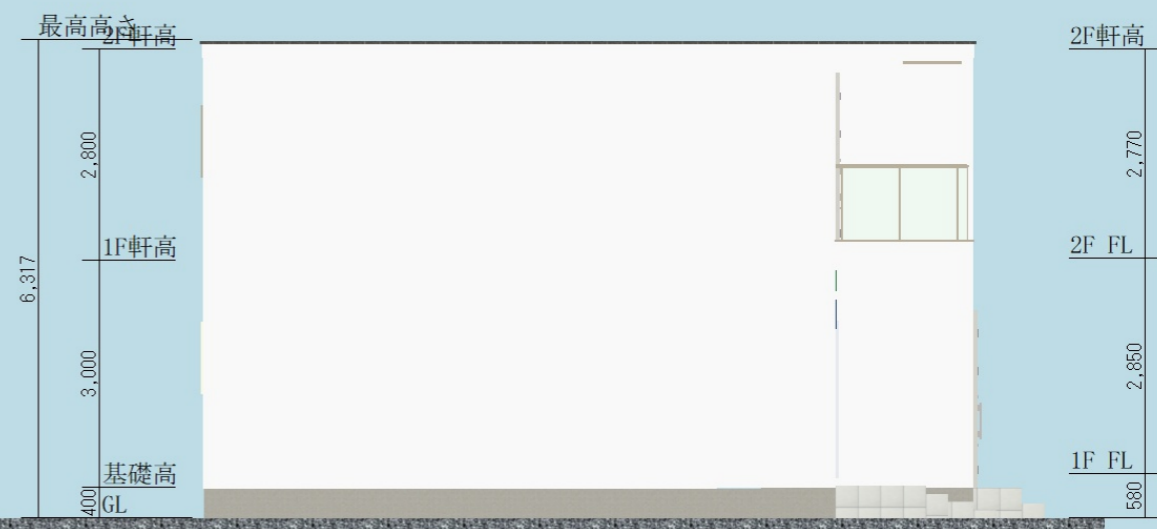 最高高さ
2F軒高
2,800
1F軒高
6,317
3,000
基礎高
400
GL
2F軒高
2,770
2F FL
2,850
1F FL
580